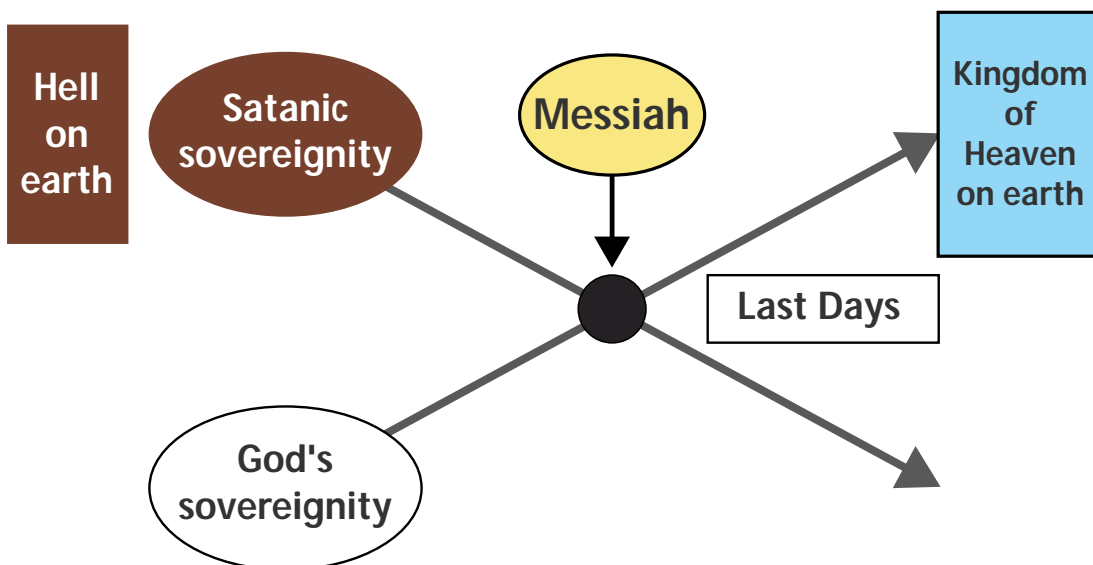 Hell
on
earth
Satanic
sovereignity
Messiah
Kingdom
of
Heaven
on earth
Last Days
God's
sovereignity